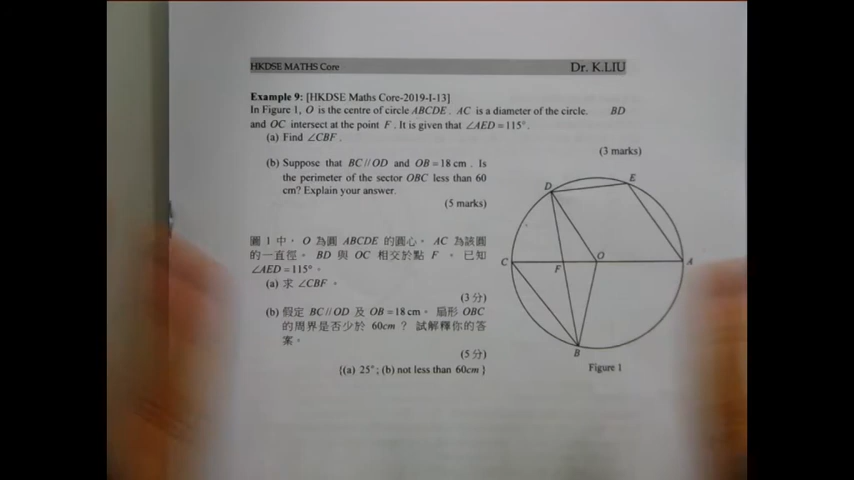 HKDSE MATHS Core
Dr. K.LIU
Example 9: [HKDSE Maths Core-2019-I-13]
In Figure 1, O is the centre of circle ABCDE. AC is a diameter of the circle. BD
and OC intersect at the point F. It is given that ∠AED=115°.
(a) Find ∠CBF.
(3 marks)
(b) Suppose that BC//OD and OB=18 cm. Is
the perimeter of the sector OBC less than 60
cm? Explain your answer.
(5 marks)
圖 1 中，O 為圓 ABCDE 的圓心。AC 為該圓
的一直徑。BD 與 OC 相交於點 F。已知
∠AED=115°。
(a) 求 ∠CBF。
(3 分)
(b) 假定 BC//OD 及 OB=18 cm。扇形 OBC
的周界是否少於 60cm？試解釋你的答
案。
(5 分)
{(a) 25°; (b) not less than 60cm}
D
E
C
F
O
A
B
Figure 1